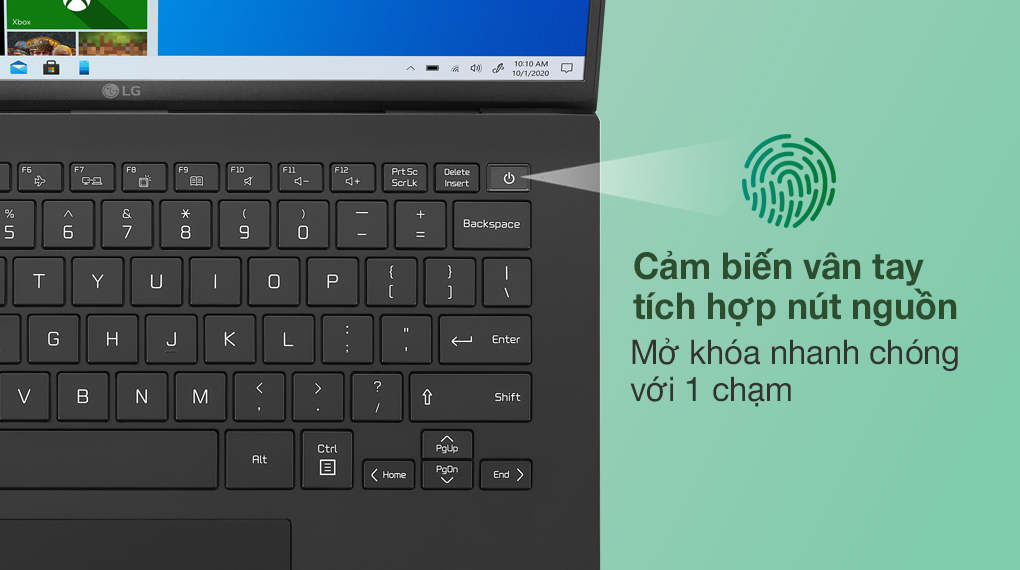 Xbox
10:10 AM
10/1/2020
LG
F6 F7 F8 F9 F10 F11 F12 PrtSc ScrLk Delete Insert
% 5 ^ 6 & 7 * 8 ( 9 ) 0 — - + = Backspace
T Y U I O P { [ } ] | \
G H J K L : ; " ' Enter
V B N M < , > . ? / Shift
Alt Ctrl PgUp
Home PgDn End
Cảm biến vân tay
tích hợp nút nguồn
Mở khóa nhanh chóng
với 1 chạm